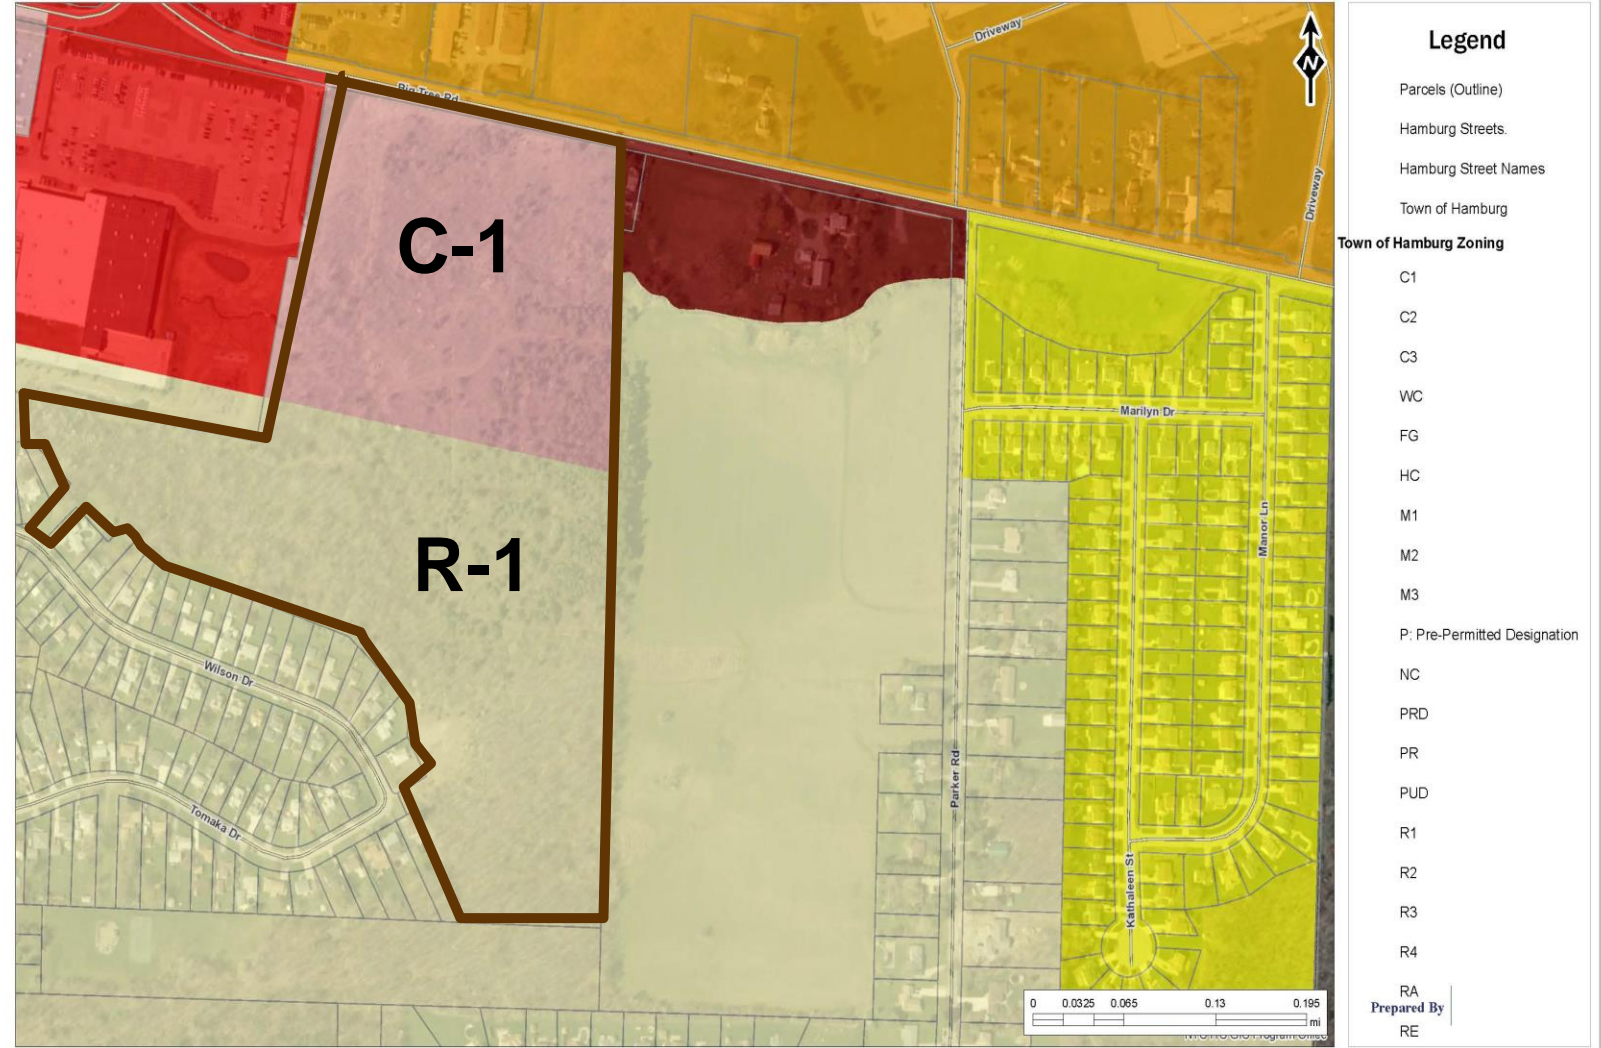 Driveway
N
Big Tree Rd
Driveway
C-1
Marilyn Dr
R-1
Manor Ln
Wilson Dr
Parker Rd
Tomaka Dr
Kathaleen St
0 0.0325 0.065 0.13 0.195
mi
Legend
Parcels (Outline)
Hamburg Streets.
Hamburg Street Names
Town of Hamburg
Town of Hamburg Zoning
C1
C2
C3
WC
FG
HC
M1
M2
M3
P: Pre-Permitted Designation
NC
PRD
PR
PUD
R1
R2
R3
R4
RA
Prepared By
RE